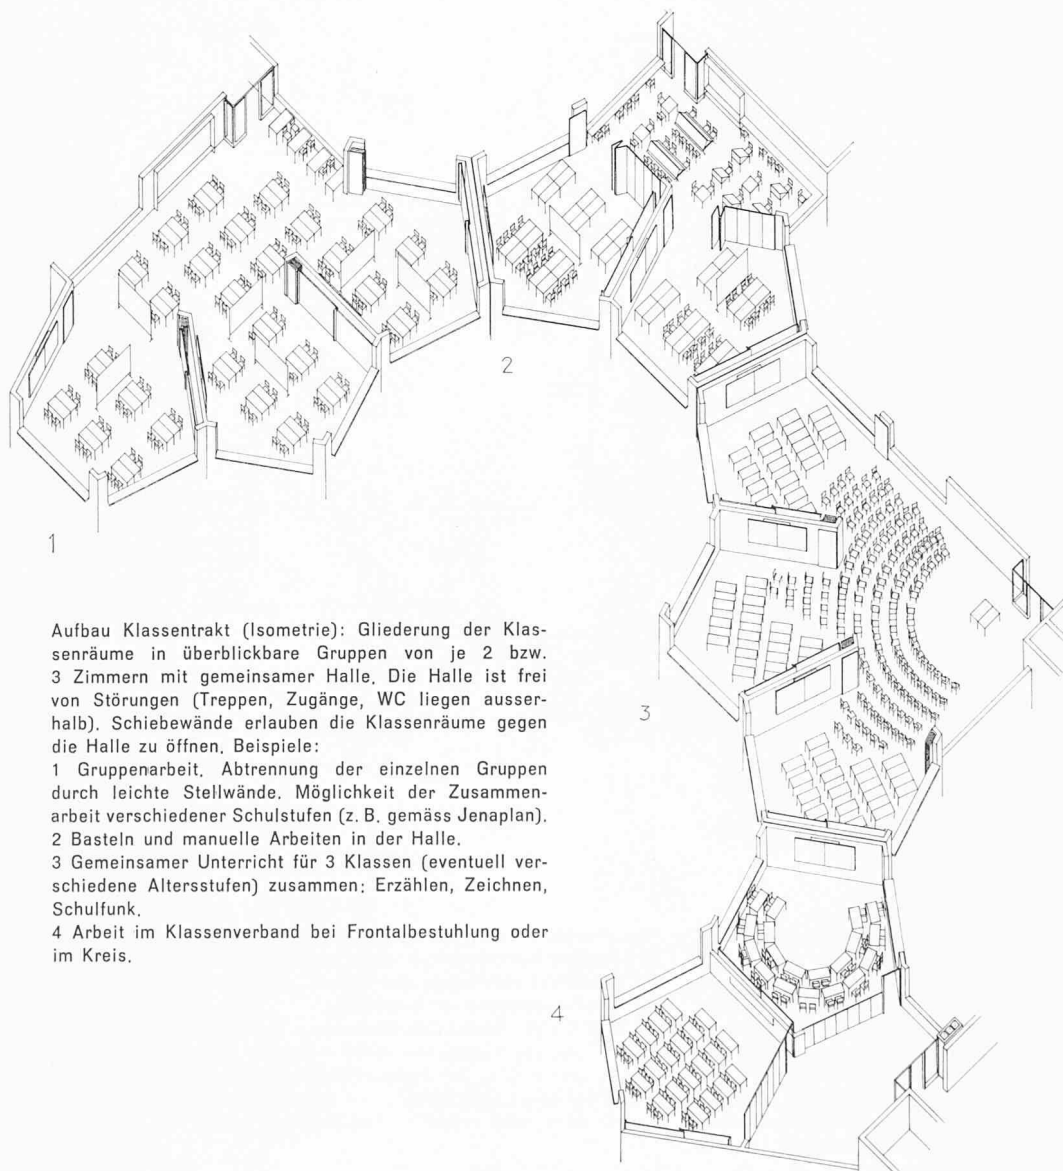 1
2
3
4
Aufbau Klassentrakt (Isometrie): Gliederung der Klas-
senräume in überblickbare Gruppen von je 2 bzw.
3 Zimmern mit gemeinsamer Halle. Die Halle ist frei
von Störungen (Treppen, Zugänge, WC liegen ausser-
halb). Schiebewände erlauben die Klassenräume gegen
die Halle zu öffnen. Beispiele:
1 Gruppenarbeit. Abtrennung der einzelnen Gruppen
durch leichte Stellwände. Möglichkeit der Zusammen-
arbeit verschiedener Schulstufen (z. B. gemäss Jenaplan).
2 Basteln und manuelle Arbeiten in der Halle.
3 Gemeinsamer Unterricht für 3 Klassen (eventuell ver-
schiedene Altersstufen) zusammen: Erzählen, Zeichnen,
Schulfunk.
4 Arbeit im Klassenverband bei Frontalbestuhlung oder
im Kreis.